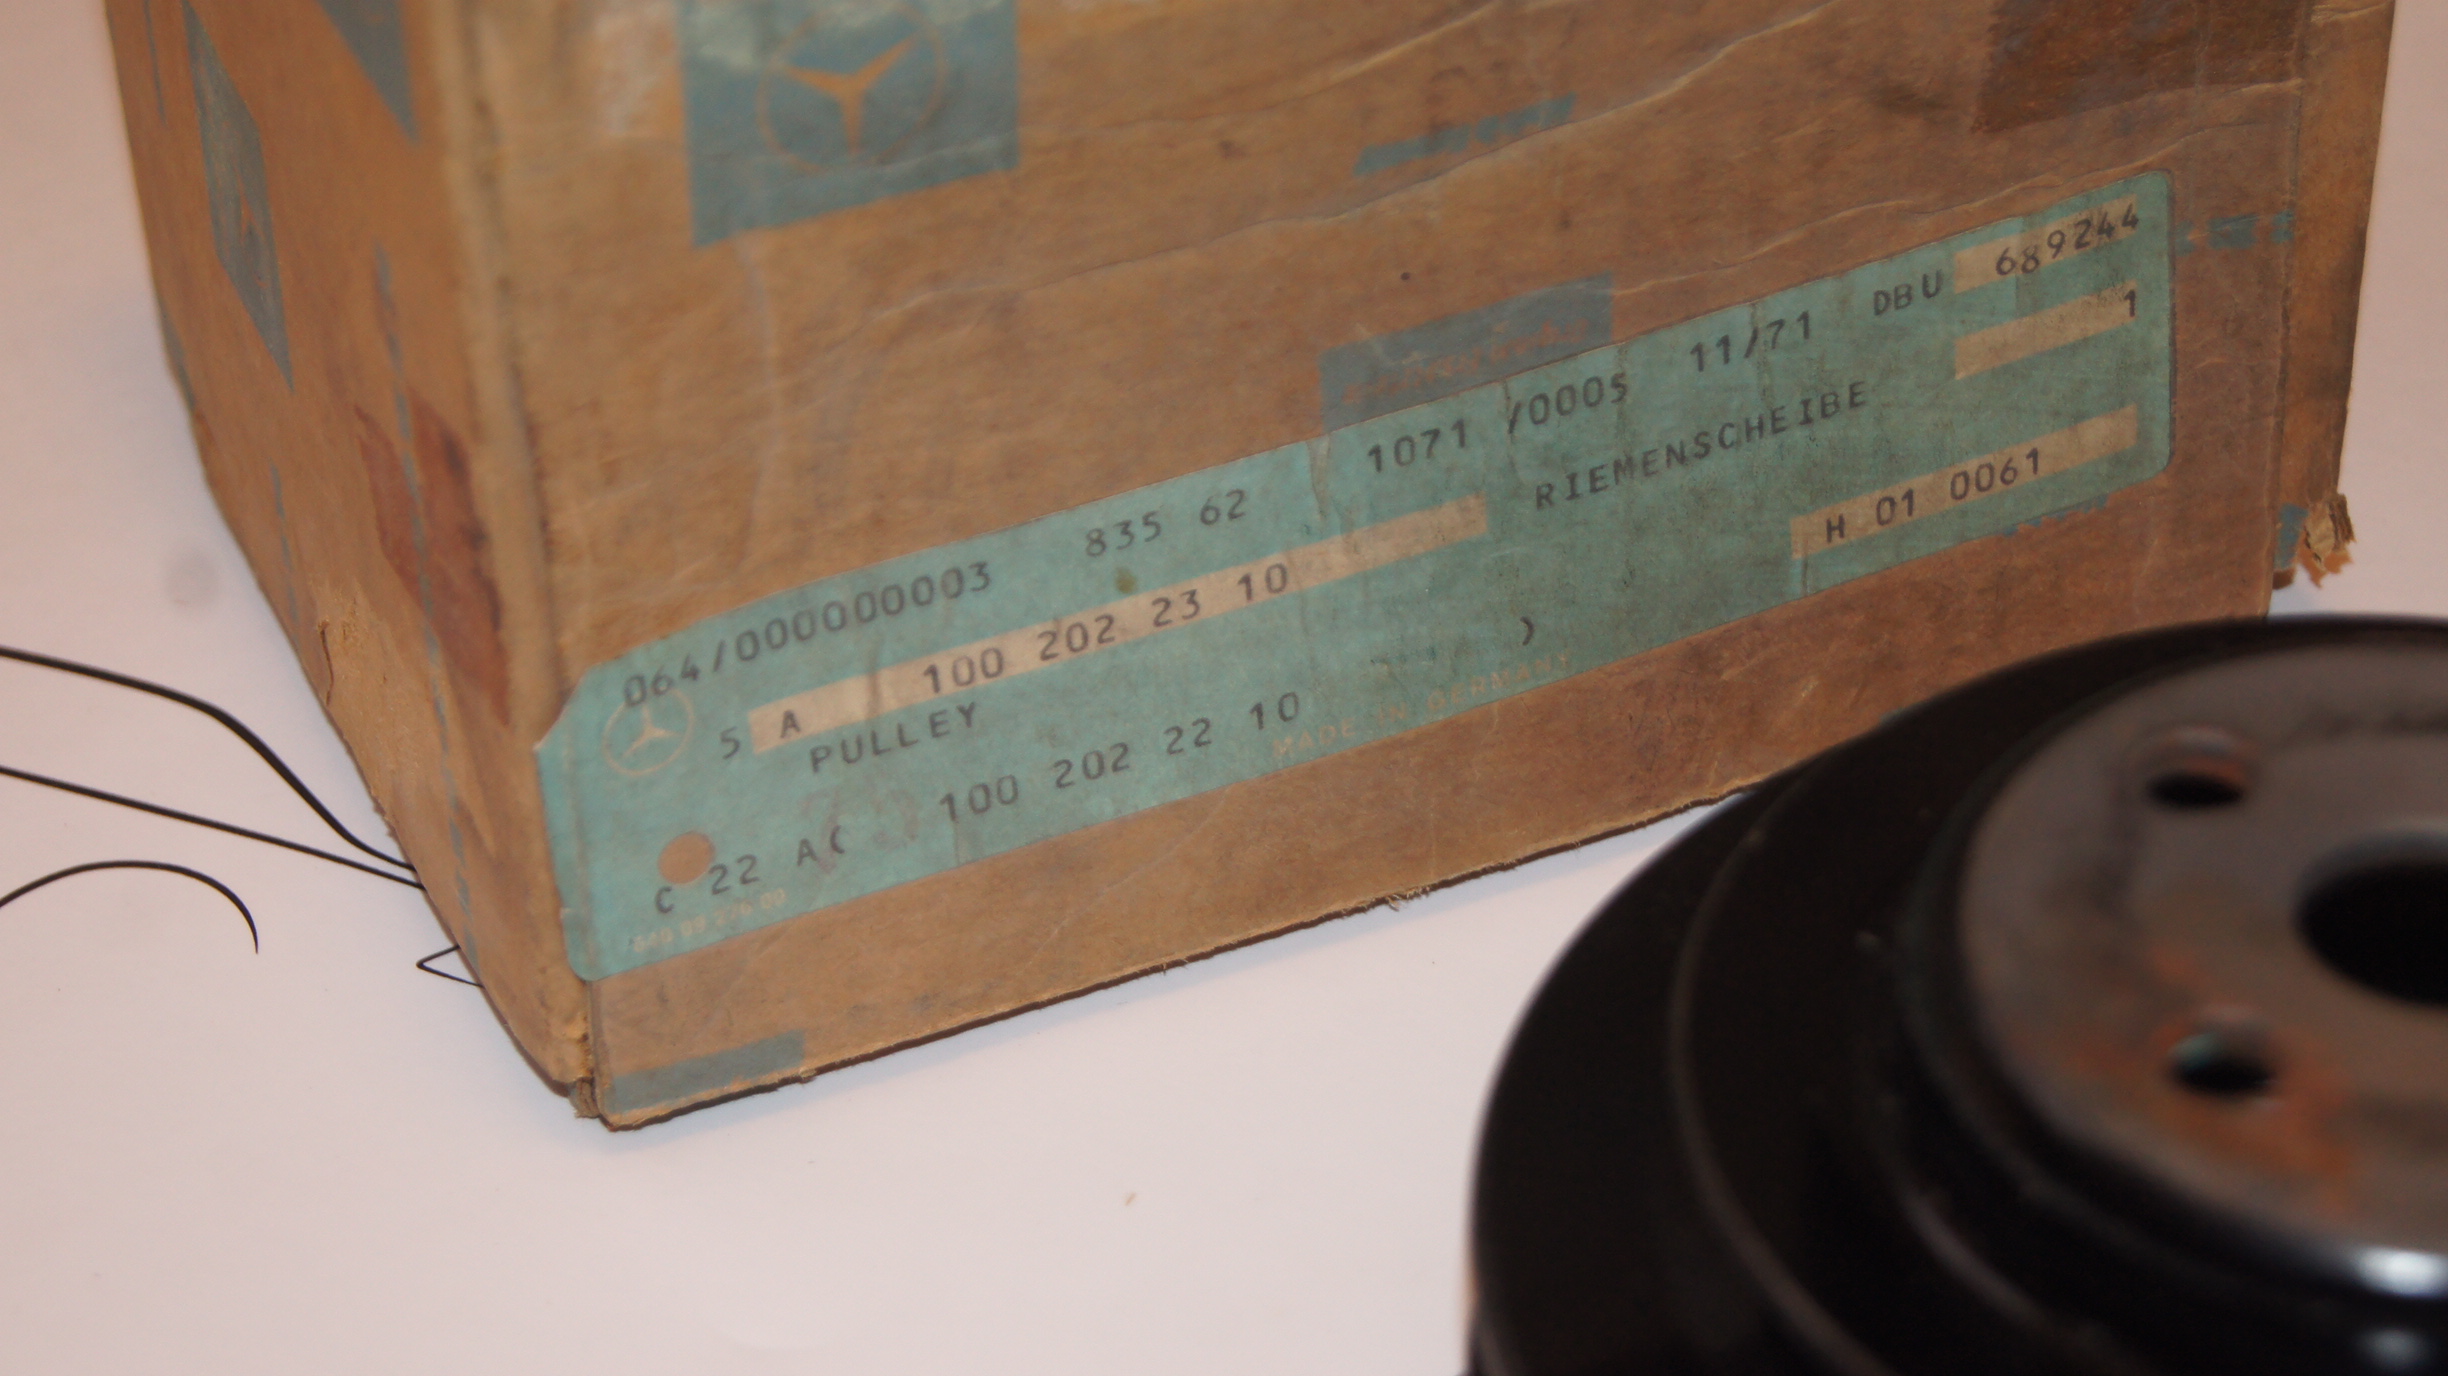 064/00000003 835 62 1071 /0005 11/71 DBU 689244
5 A 100 202 23 10 RIEMENSCHEIBE 1
PULLEY
H 01 0061
C 22 A( 100 202 22 10 )
MADE IN GERMANY